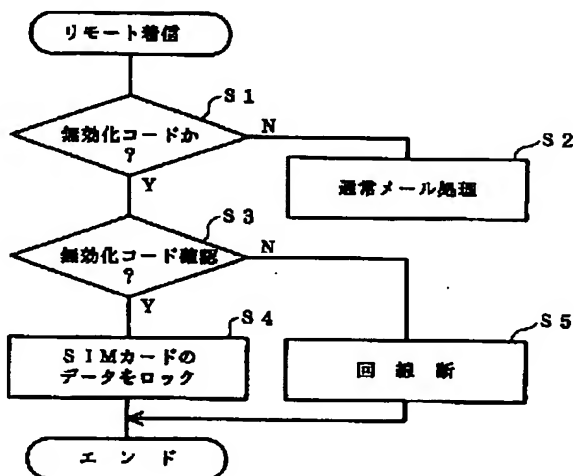 リモート着信
S1
無効化コードか
?
N
Y
S2
通常メール処理
S3
無効化コード確認
?
N
Y
S4
SIMカードの
データをロック
S5
回線断
エンド